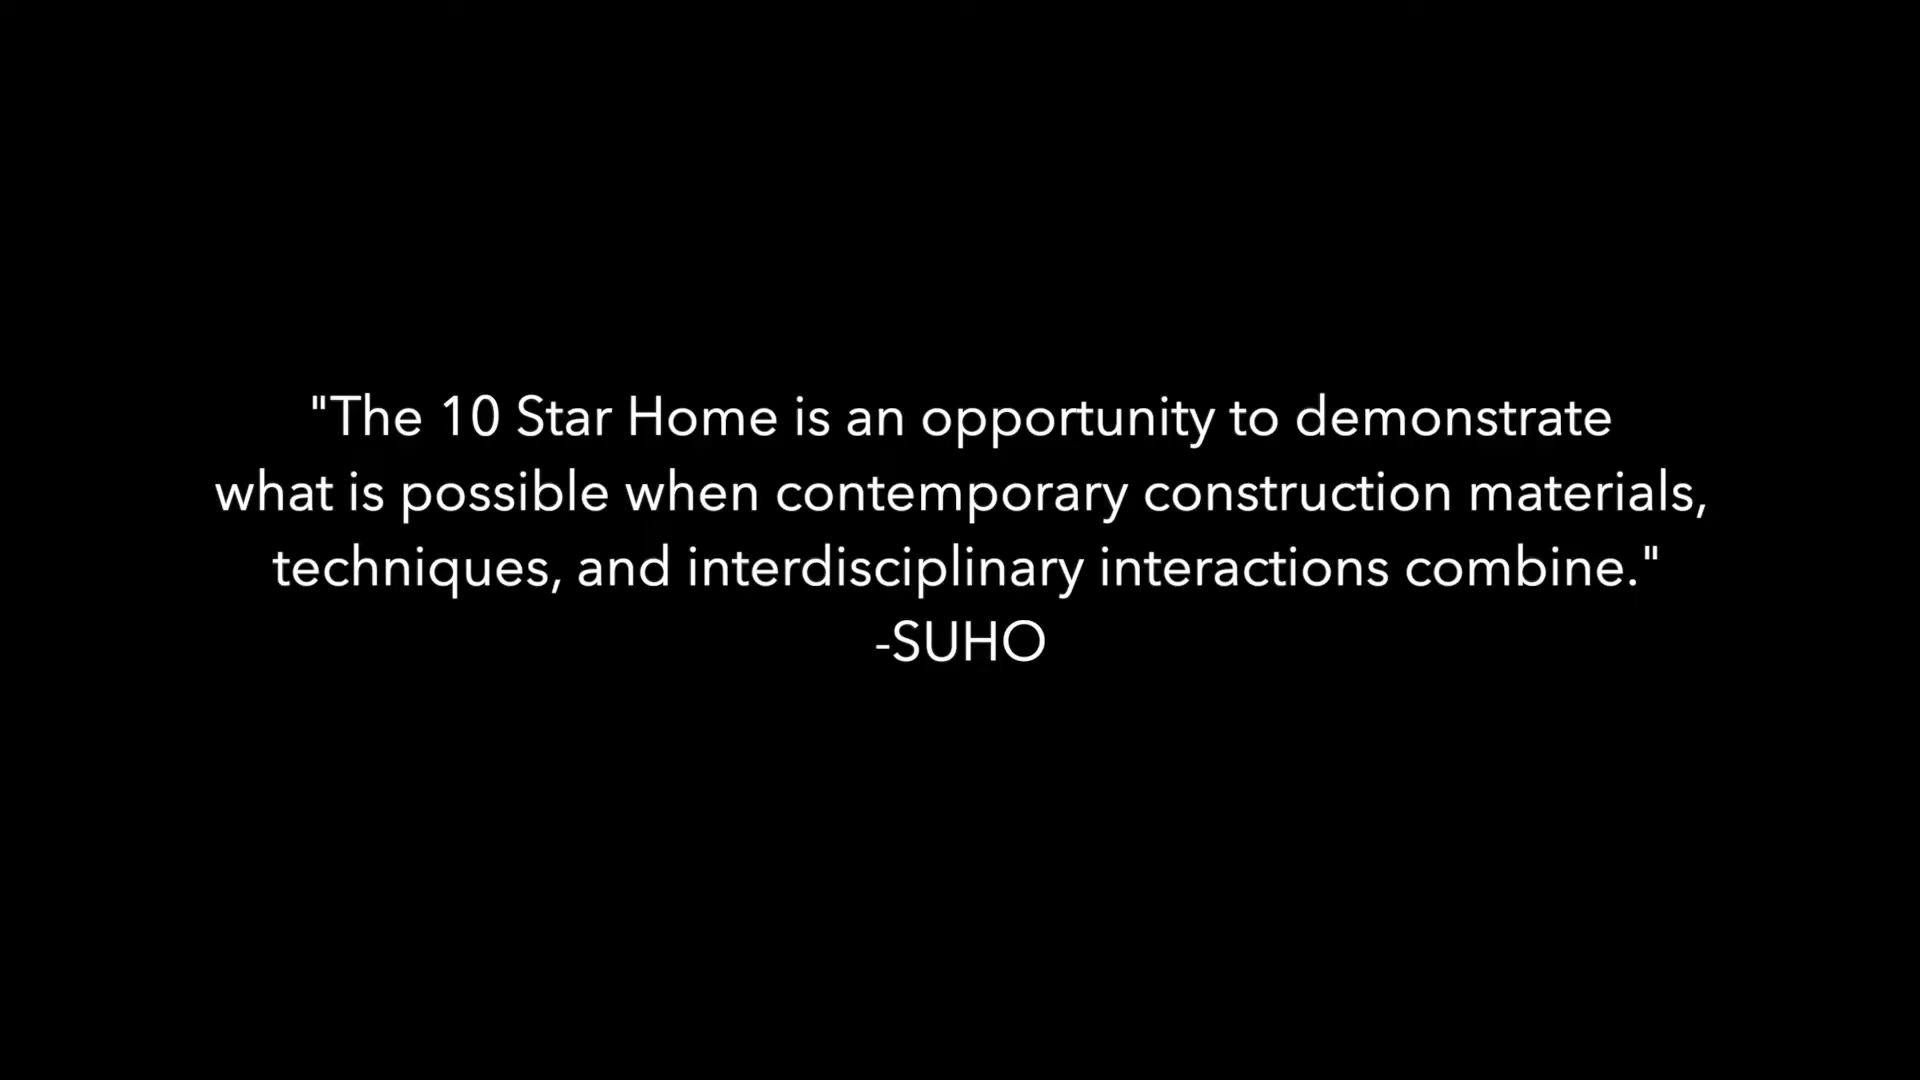 "The 10 Star Home is an opportunity to demonstrate
what is possible when contemporary construction materials,
techniques, and interdisciplinary interactions combine."
-SUHO